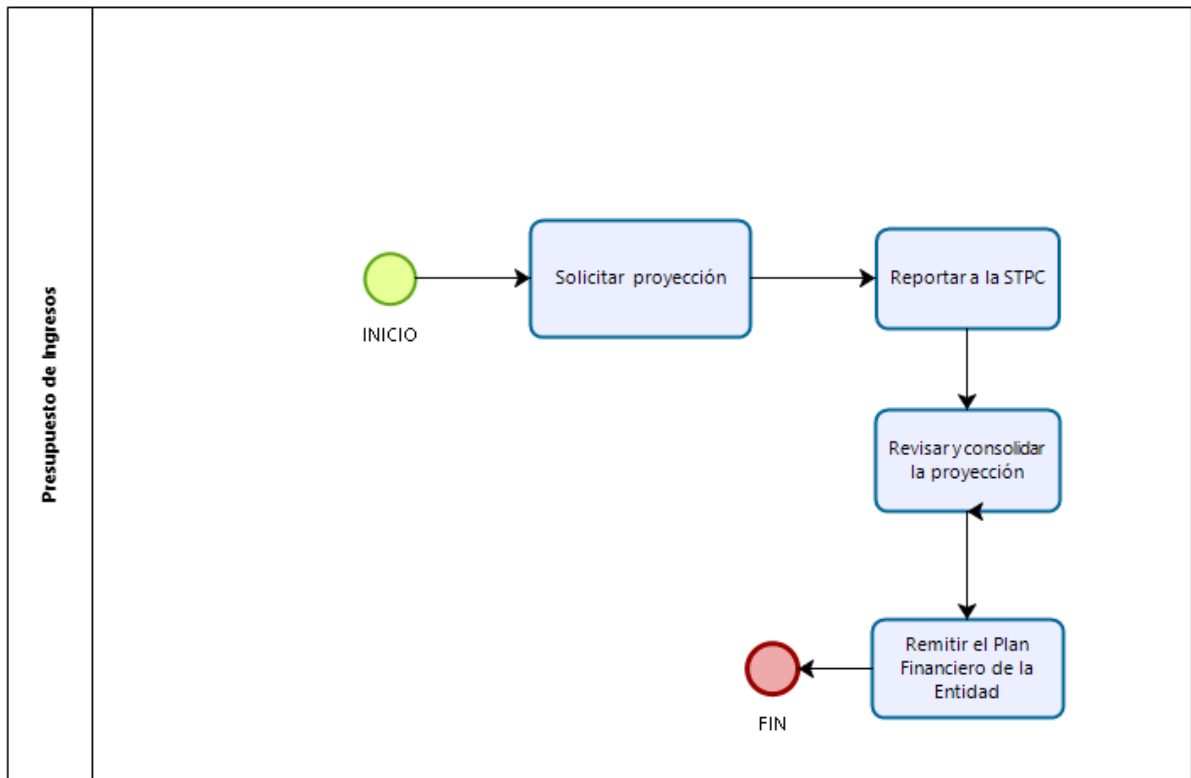 Presupuesto de Ingresos
INICIO
Solicitar proyección
Reportar a la STPC
Revisar y consolidar
la proyección
Remitir el Plan
Financiero de la
Entidad
FIN